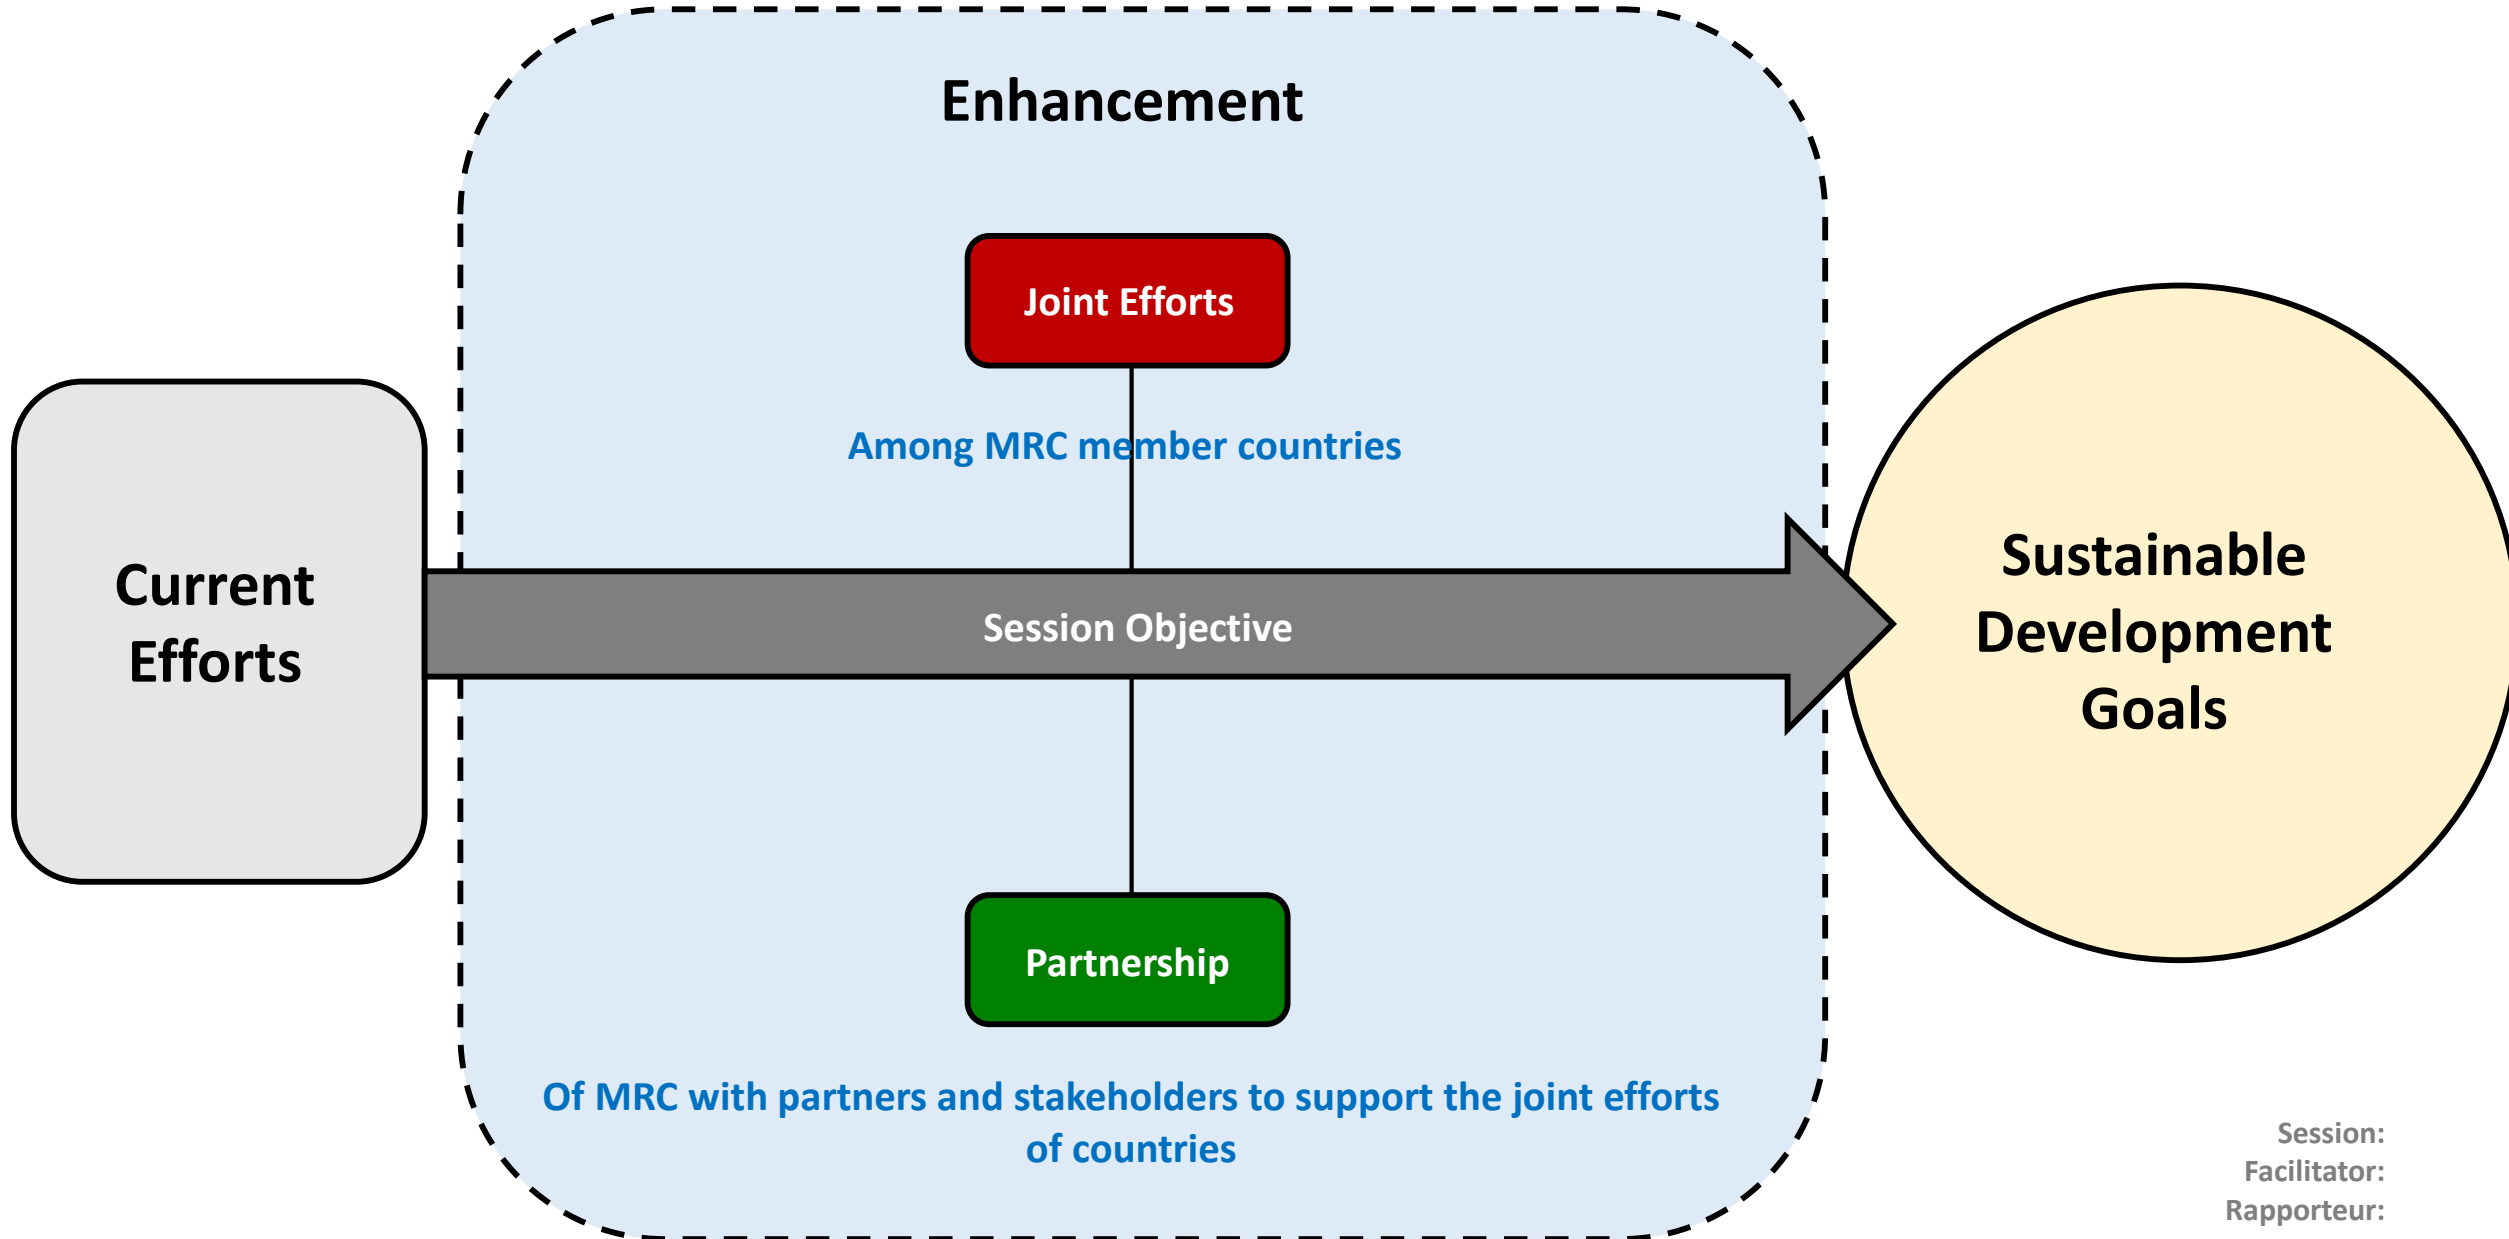 Enhancement
Joint Efforts
Among MRC member countries
Current
Efforts
Session Objective
Sustainable
Development
Goals
Partnership
Of MRC with partners and stakeholders to support the joint efforts
of countries
Session:
Facilitator:
Rapporteur: